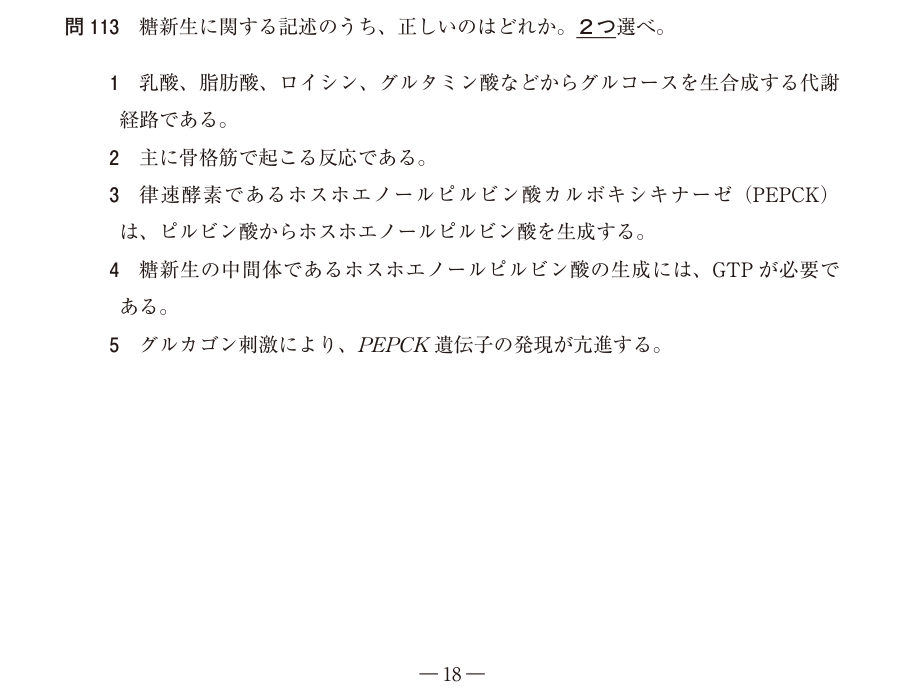 問 113　糖新生に関する記述のうち、正しいのはどれか。2つ選べ。
1　乳酸、脂肪酸、ロイシン、グルタミン酸などからグルコースを生合成する代謝
経路である。
2　主に骨格筋で起こる反応である。
3　律速酵素であるホスホエノールピルビン酸カルボキシキナーゼ（PEPCK）
は、ピルビン酸からホスホエノールピルビン酸を生成する。
4　糖新生の中間体であるホスホエノールピルビン酸の生成には、GTP が必要で
ある。
5　グルカゴン刺激により、PEPCK 遺伝子の発現が亢進する。
― 18 ―